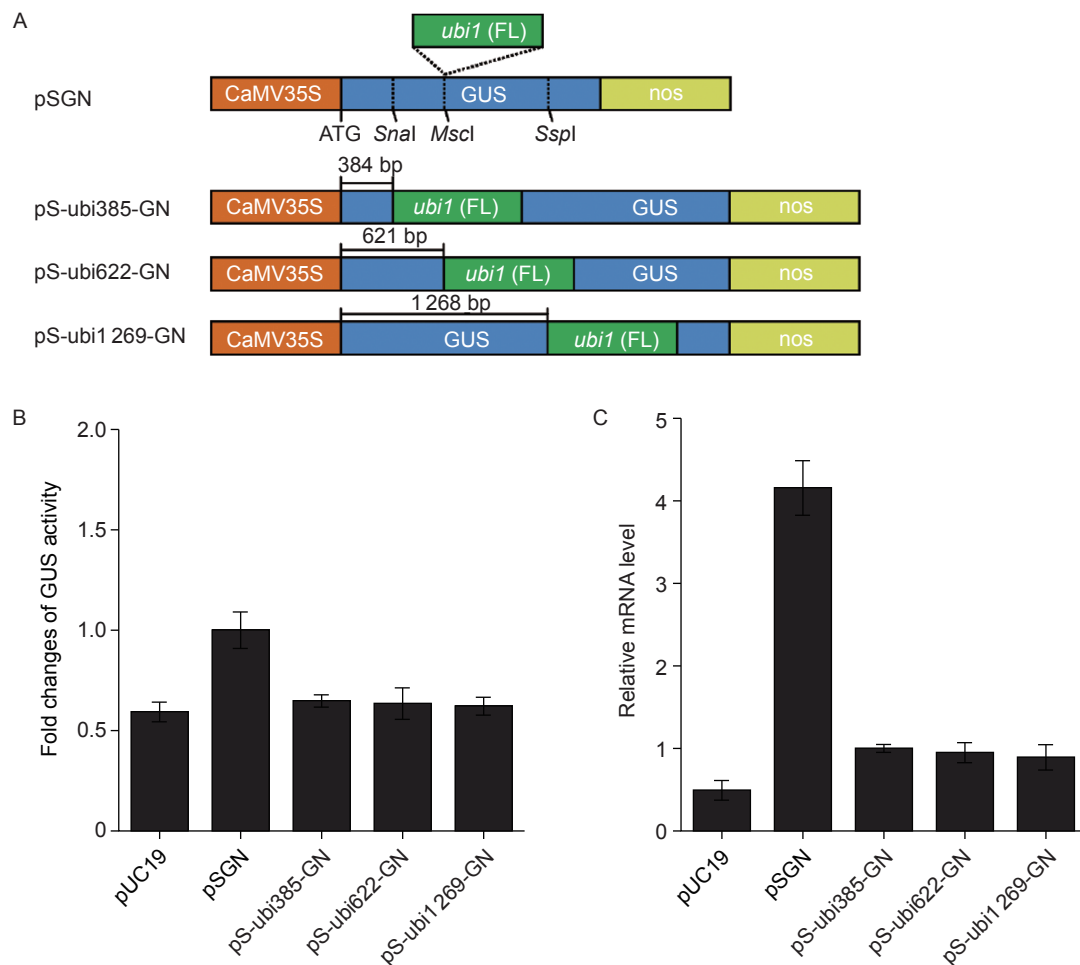 A
ubi1 (FL)
pSGN
CaMV35S GUS nos
ATG SnaI MscI SspI
384 bp
pS-ubi385-GN
CaMV35S ubi1 (FL) GUS nos
621 bp
pS-ubi622-GN
CaMV35S ubi1 (FL) GUS nos
1 268 bp
pS-ubi1 269-GN
CaMV35S GUS ubi1 (FL) nos
B
Fold changes of GUS activity
2.0
1.5
1.0
0.5
0
pUC19
pSGN
pS-ubi385-GN
pS-ubi622-GN
pS-ubi1 269-GN
C
Relative mRNA level
5
4
3
2
1
0
pUC19
pSGN
pS-ubi385-GN
pS-ubi622-GN
pS-ubi1 269-GN